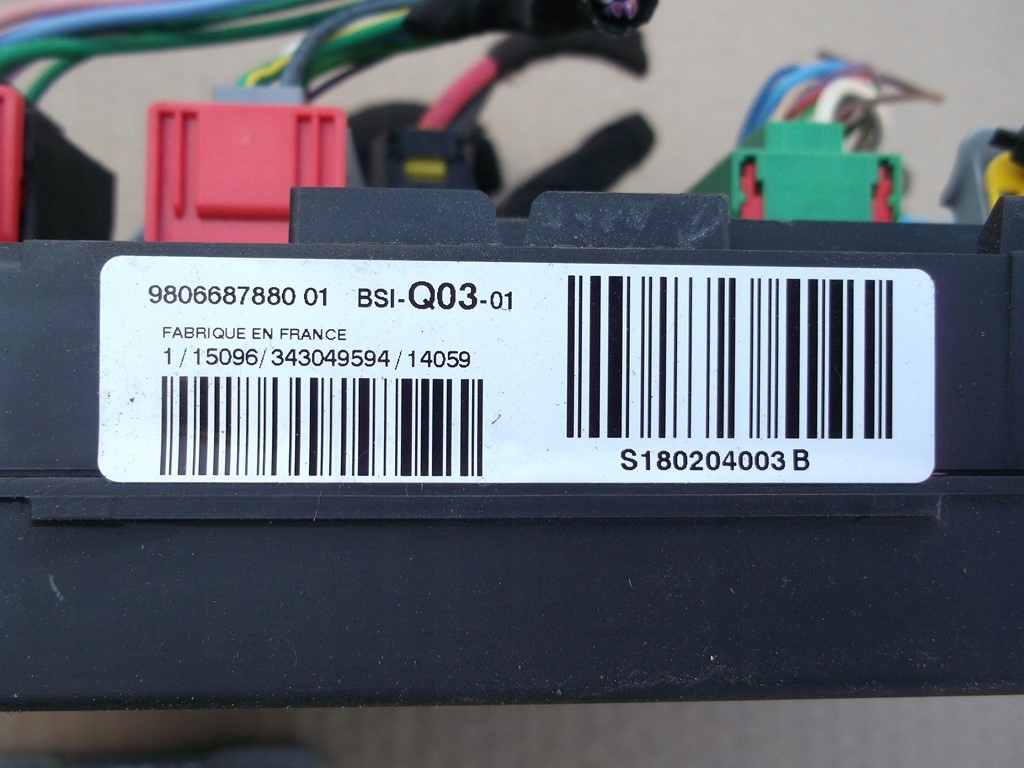 9806687880 01 BSI-Q03-01
FABRIQUE EN FRANCE
1/15096/343049594/14059
S180204003 B